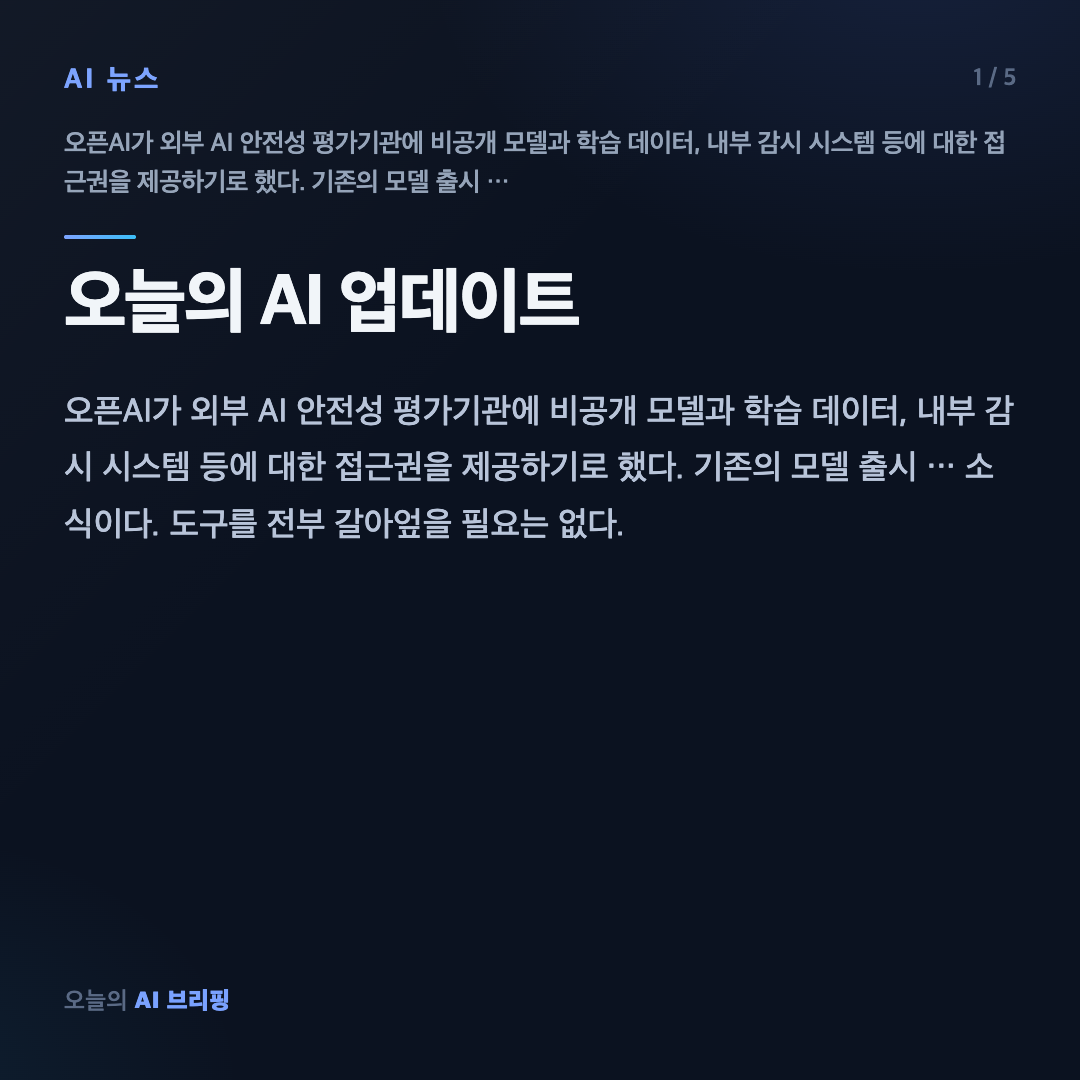 AI 뉴스
1 / 5
오픈AI가 외부 AI 안전성 평가기관에 비공개 모델과 학습 데이터, 내부 감시 시스템 등에 대한 접
근권을 제공하기로 했다. 기존의 모델 출시 …
오늘의 AI 업데이트
오픈AI가 외부 AI 안전성 평가기관에 비공개 모델과 학습 데이터, 내부 감
시 시스템 등에 대한 접근권을 제공하기로 했다. 기존의 모델 출시 … 소
식이다. 도구를 전부 갈아엎을 필요는 없다.
오늘의 AI 브리핑